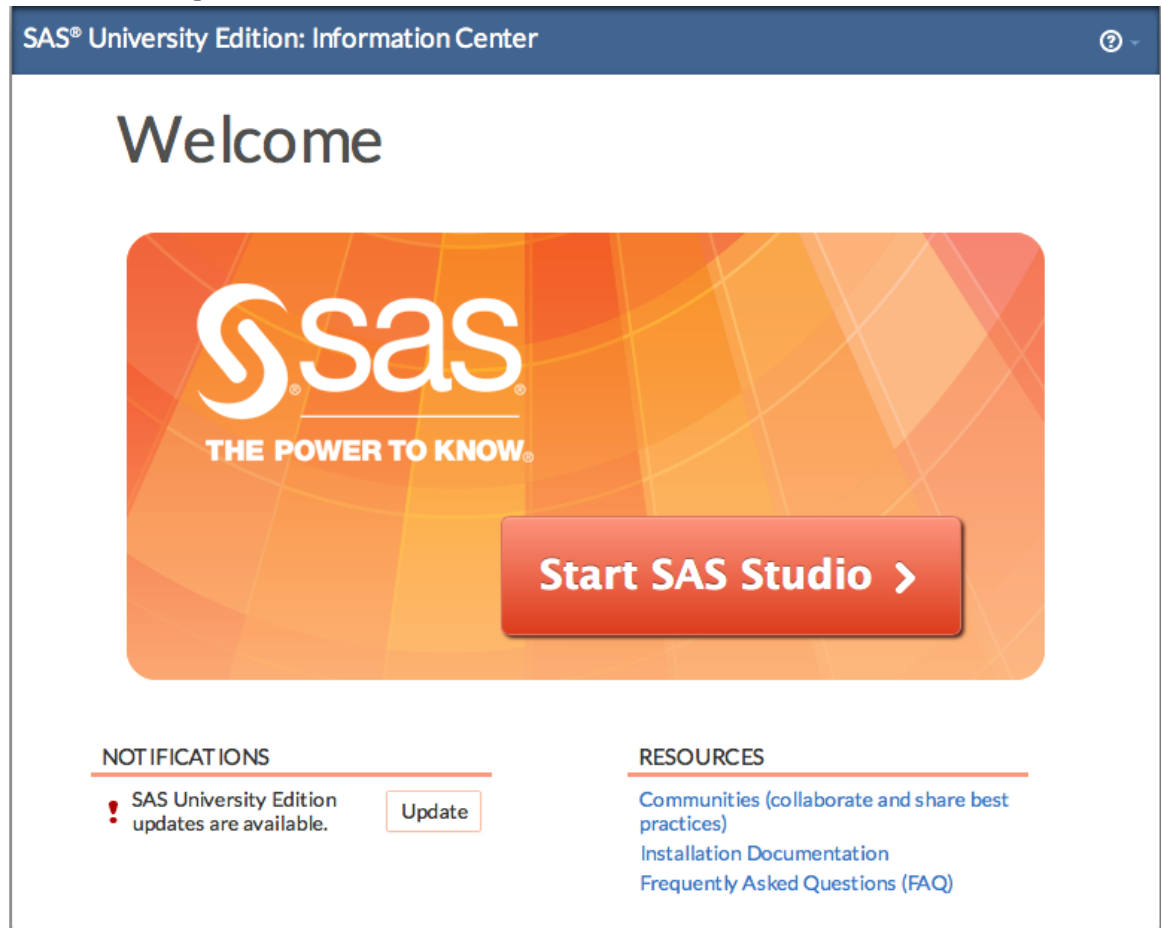 SAS® University Edition: Information Center
Welcome
sas®
THE POWER TO KNOW®
Start SAS Studio >
NOTIFICATIONS
SAS University Edition
updates are available.
Update
RESOURCES
Communities (collaborate and share best
practices)
Installation Documentation
Frequently Asked Questions (FAQ)